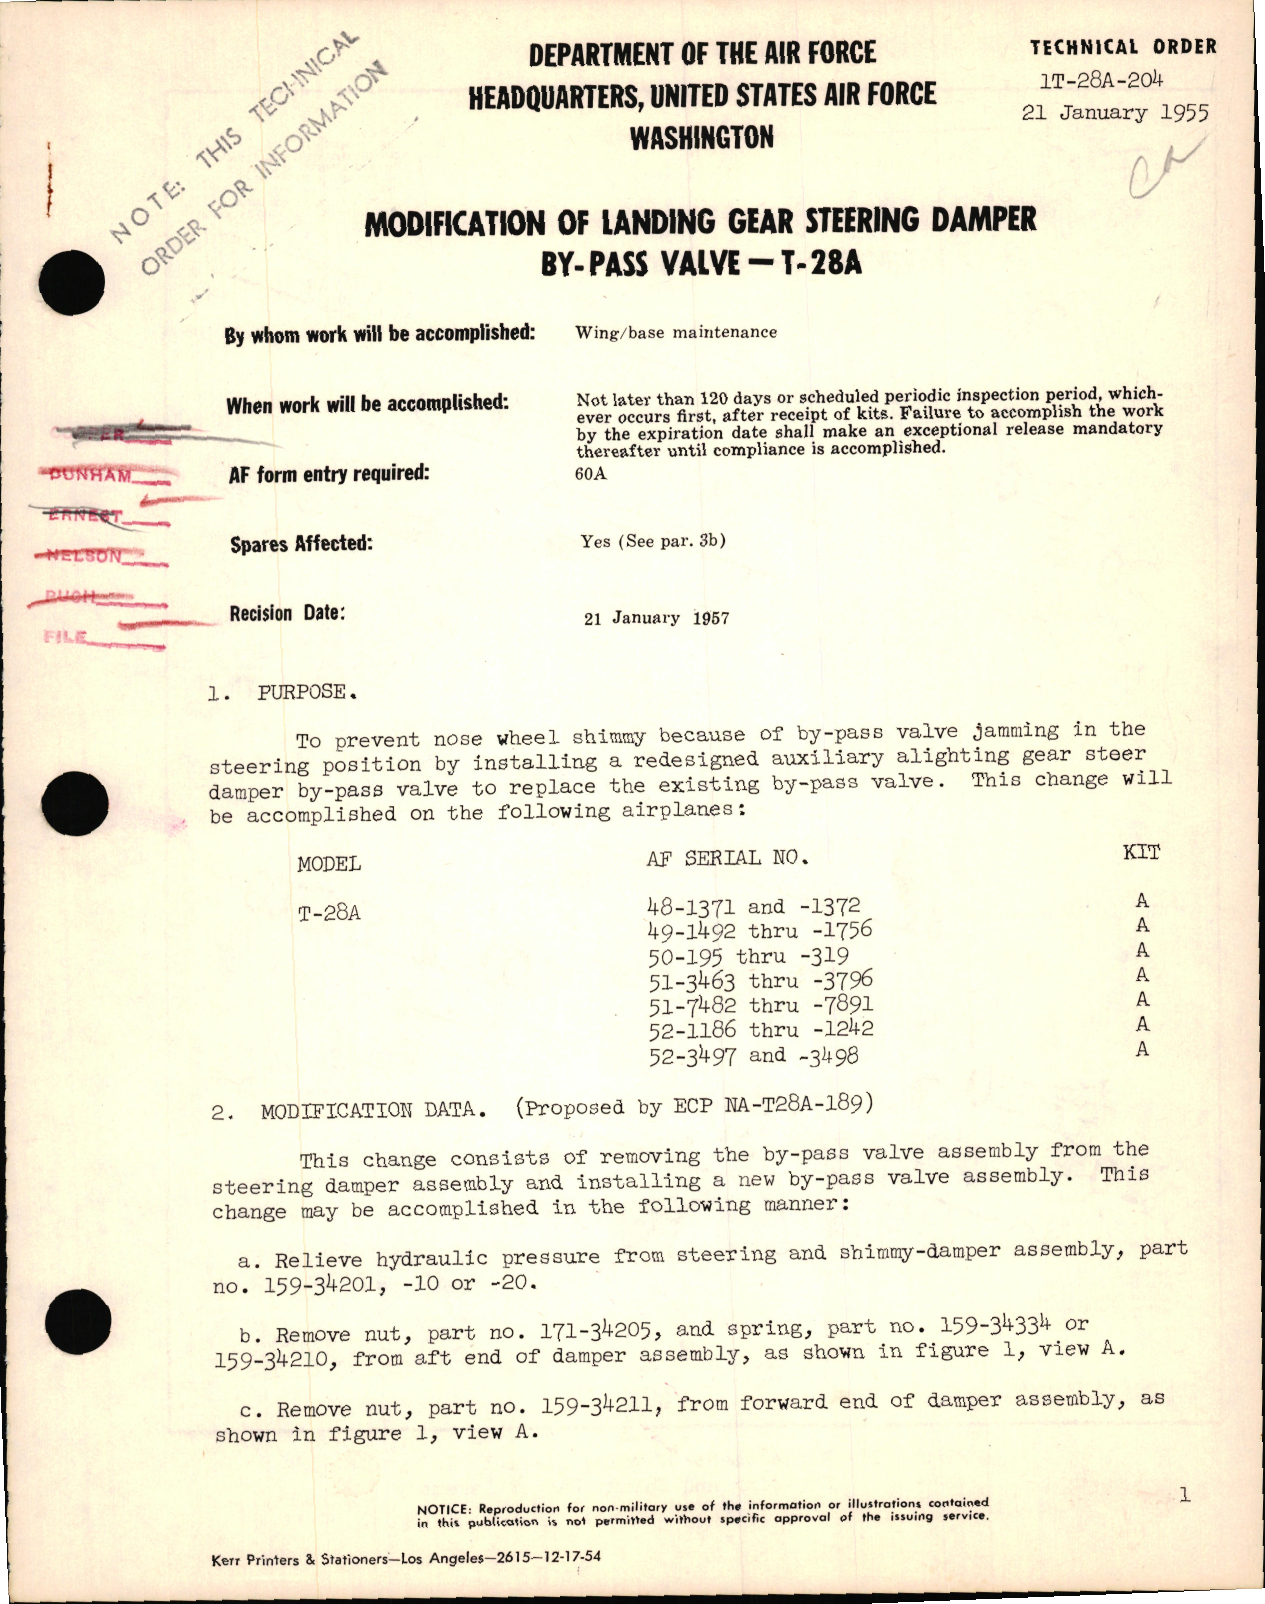 NOTE: THIS TECHNICAL
ORDER FOR INFORMATION
DEPARTMENT OF THE AIR FORCE
HEADQUARTERS, UNITED STATES AIR FORCE
WASHINGTON
TECHNICAL ORDER
1T-28A-204
21 January 1955
MODIFICATION OF LANDING GEAR STEERING DAMPER
BY-PASS VALVE — T-28A
By whom work will be accomplished: Wing/base maintenance
When work will be accomplished: Not later than 120 days or scheduled periodic inspection period, which-
ever occurs first, after receipt of kits. Failure to accomplish the work
by the expiration date shall make an exceptional release mandatory
thereafter until compliance is accomplished.
AF form entry required: 60A
Spares Affected: Yes (See par. 3b)
Recision Date: 21 January 1957
DUNHAM
ERNEST
NELSON
PUGH
FILE
1. PURPOSE.
To prevent nose wheel shimmy because of by-pass valve jamming in the
steering position by installing a redesigned auxiliary alighting gear steer
damper by-pass valve to replace the existing by-pass valve. This change will
be accomplished on the following airplanes:
MODEL AF SERIAL NO. KIT
T-28A 48-1371 and -1372 A
49-1492 thru -1756 A
50-195 thru -319 A
51-3463 thru -3796 A
51-7482 thru -7891 A
52-1186 thru -1242 A
52-3497 and -3498 A
2. MODIFICATION DATA. (Proposed by ECP NA-T28A-189)
This change consists of removing the by-pass valve assembly from the
steering damper assembly and installing a new by-pass valve assembly. This
change may be accomplished in the following manner:
a. Relieve hydraulic pressure from steering and shimmy-damper assembly, part
no. 159-34201, -10 or -20.
b. Remove nut, part no. 171-34205, and spring, part no. 159-34334 or
159-34210, from aft end of damper assembly, as shown in figure 1, view A.
c. Remove nut, part no. 159-34211, from forward end of damper assembly, as
shown in figure 1, view A.
NOTICE: Reproduction for non-military use of the information or illustrations contained
in this publication is not permitted without specific approval of the issuing service.
1
Kerr Printers & Stationers—Los Angeles—2615—12-17-54